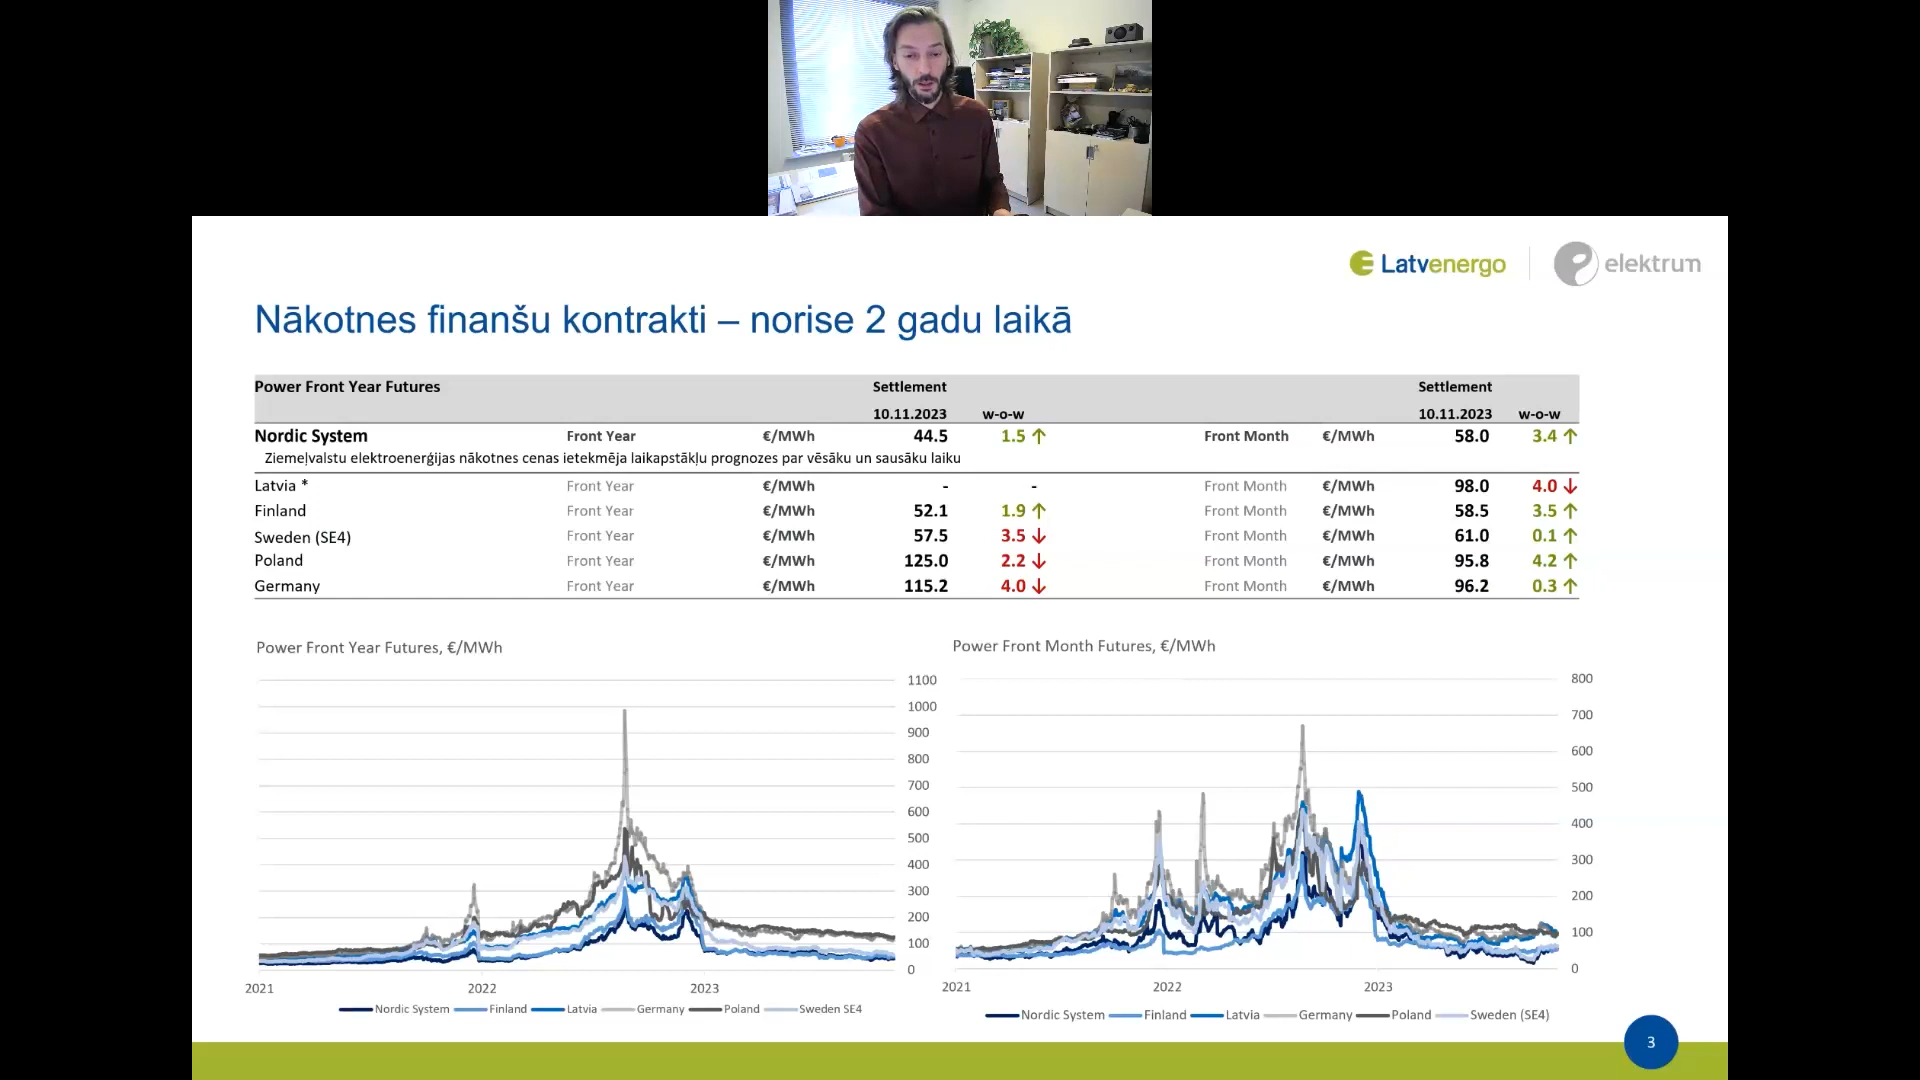 Latvenergo
elektrum
Nākotnes finanšu kontrakti – norise 2 gadu laikā
Power Front Year Futures Settlement Settlement
10.11.2023 w-o-w 10.11.2023 w-o-w
Nordic System Front Year €/MWh 44.5 1.5 ↑ Front Month €/MWh 58.0 3.4 ↑
Ziemeļvalstu elektroenerģijas nākotnes cenas ietekmēja laikapstākļu prognozes par vēsāku un sausāku laiku
Latvia * Front Year €/MWh - - Front Month €/MWh 98.0 4.0 ↓
Finland Front Year €/MWh 52.1 1.9 ↑ Front Month €/MWh 58.5 3.5 ↑
Sweden (SE4) Front Year €/MWh 57.5 3.5 ↓ Front Month €/MWh 61.0 0.1 ↑
Poland Front Year €/MWh 125.0 2.2 ↓ Front Month €/MWh 95.8 4.2 ↑
Germany Front Year €/MWh 115.2 4.0 ↓ Front Month €/MWh 96.2 0.3 ↑
Power Front Year Futures, €/MWh
1100
1000
900
800
700
600
500
400
300
200
100
0
2021 2022 2023
Nordic System Finland Latvia Germany Poland Sweden SE4
Power Front Month Futures, €/MWh
800
700
600
500
400
300
200
100
0
2021 2022 2023
Nordic System Finland Latvia Germany Poland Sweden (SE4)
3